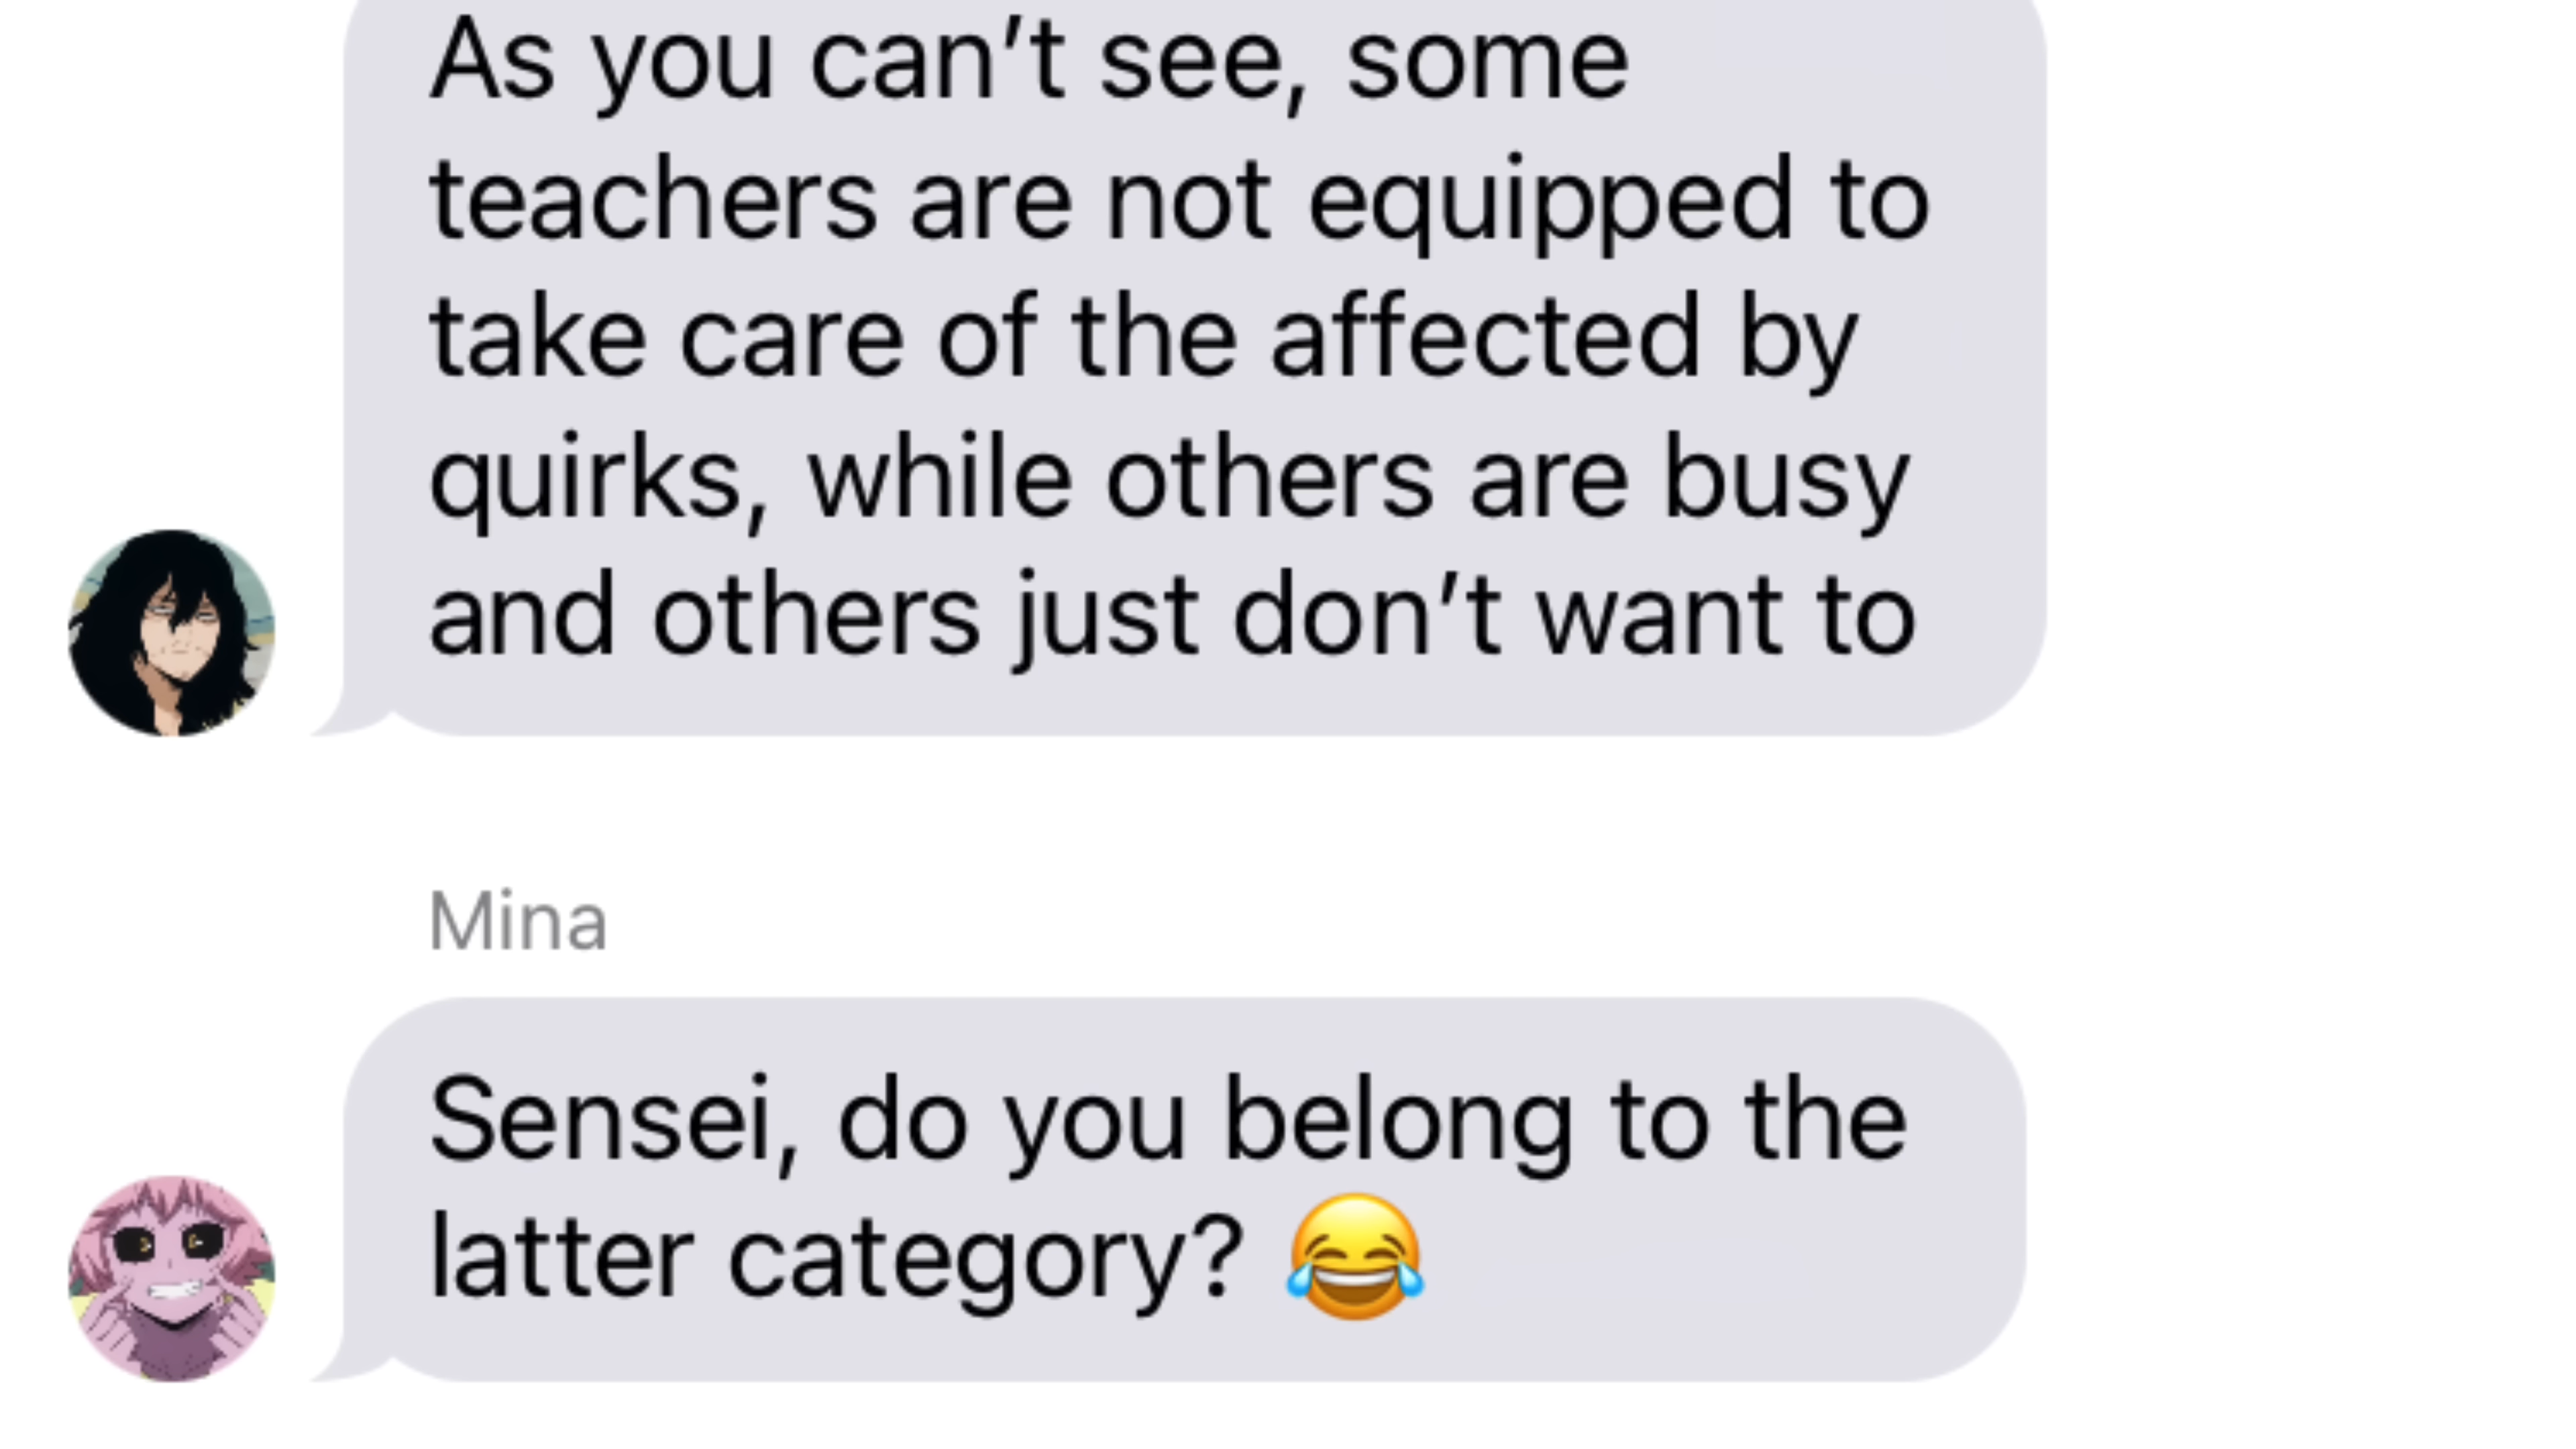 As you can’t see, some
teachers are not equipped to
take care of the affected by
quirks, while others are busy
and others just don’t want to
Mina
Sensei, do you belong to the
latter category? 😂